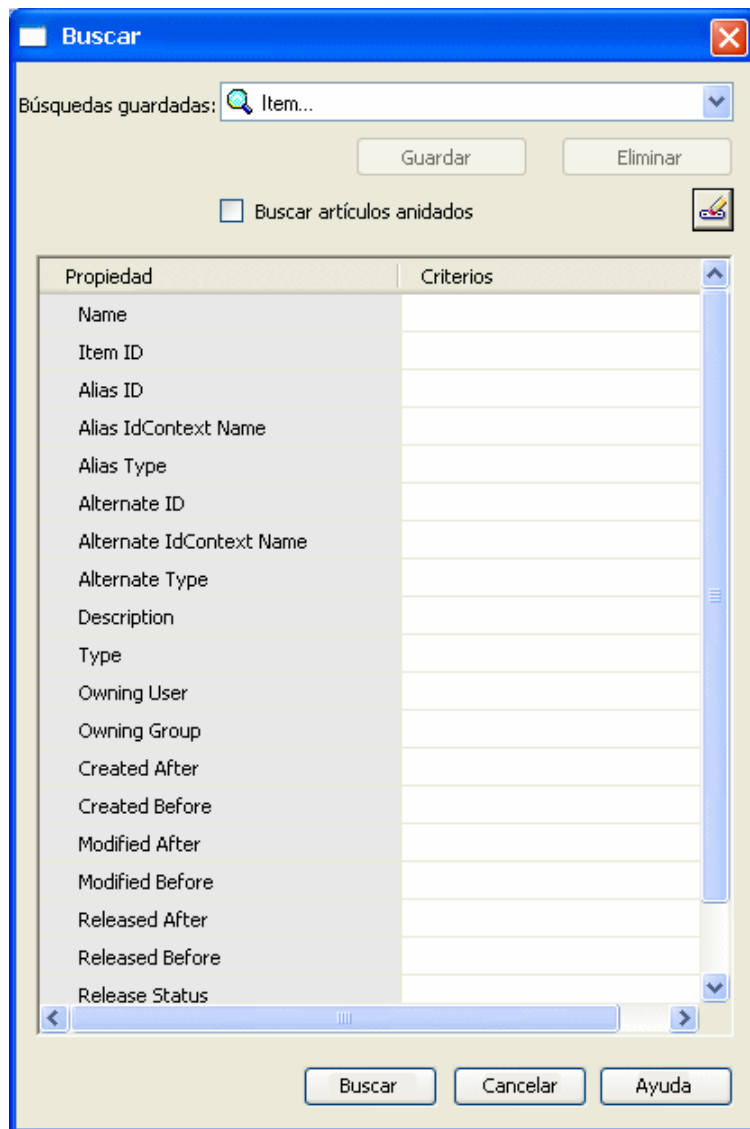 Buscar
Búsquedas guardadas: Item...
Guardar Eliminar
Buscar artículos anidados
Propiedad Criterios
Name
Item ID
Alias ID
Alias IdContext Name
Alias Type
Alternate ID
Alternate IdContext Name
Alternate Type
Description
Type
Owning User
Owning Group
Created After
Created Before
Modified After
Modified Before
Released After
Released Before
Release Status
Buscar Cancelar Ayuda